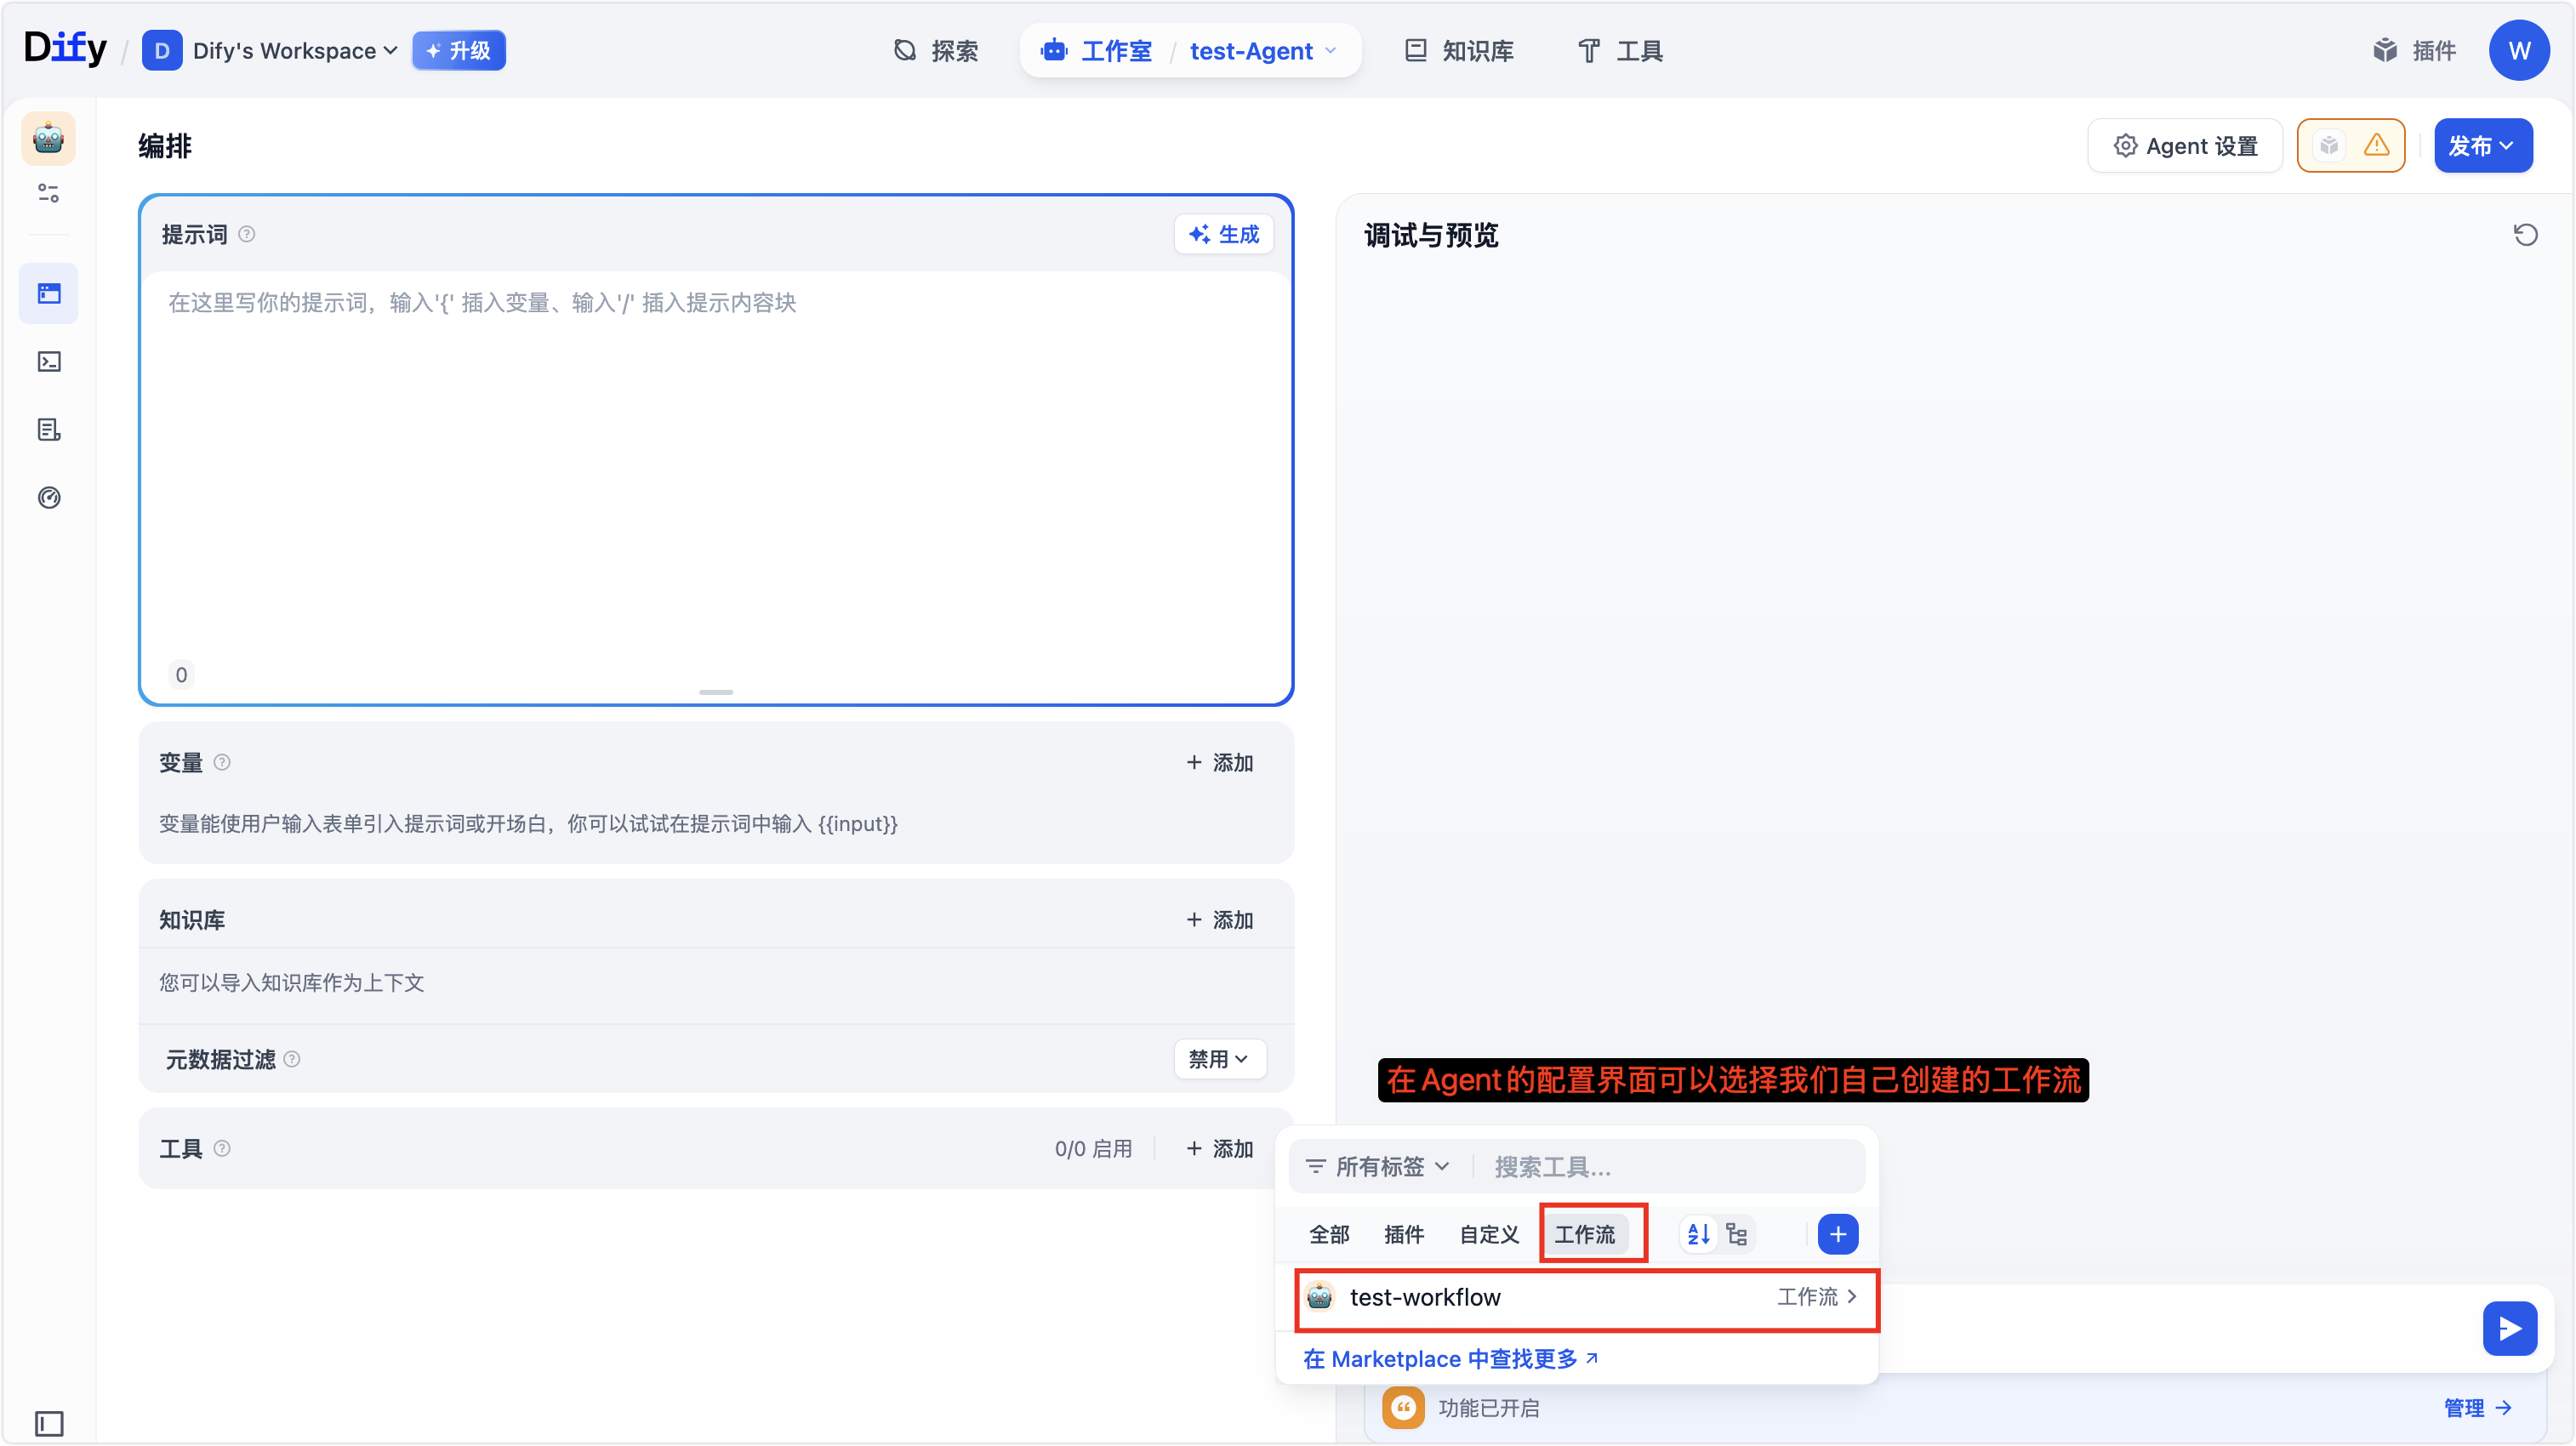 Dify / D Dify's Workspace 升级
探索
工作室 / test-Agent
知识库
工具
插件
W
编排
Agent 设置
发布
提示词
生成
在这里写你的提示词，输入'{' 插入变量、输入'/' 插入提示内容块
0
变量
+ 添加
变量能使用户输入表单引入提示词或开场白，你可以试试在提示词中输入 {{input}}
知识库
+ 添加
您可以导入知识库作为上下文
元数据过滤
禁用
工具
0/0 启用
+ 添加
调试与预览
在Agent的配置界面可以选择我们自己创建的工作流
所有标签
搜索工具...
全部 插件 自定义 工作流
test-workflow
工作流
在 Marketplace 中查找更多
功能已开启
管理